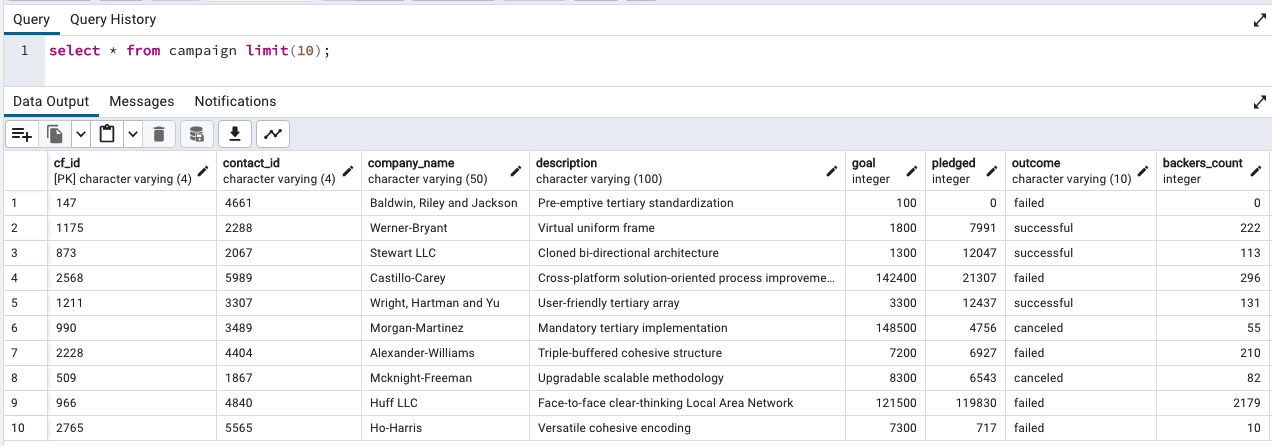 Query Query History
1 select * from campaign limit(10);
Data Output Messages Notifications
cf_id contact_id company_name description goal pledged outcome backers_count
[PK] character varying (4) character varying (4) character varying (50) character varying (100) integer integer character varying (10) integer
1 147 4661 Baldwin, Riley and Jackson Pre-emptive tertiary standardization 100 0 failed 0
2 1175 2288 Werner-Bryant Virtual uniform frame 1800 7991 successful 222
3 873 2067 Stewart LLC Cloned bi-directional architecture 1300 12047 successful 113
4 2568 5989 Castillo-Carey Cross-platform solution-oriented process improveme... 142400 21307 failed 296
5 1211 3307 Wright, Hartman and Yu User-friendly tertiary array 3300 12437 successful 131
6 990 3489 Morgan-Martinez Mandatory tertiary implementation 148500 4756 canceled 55
7 2228 4404 Alexander-Williams Triple-buffered cohesive structure 7200 6927 failed 210
8 509 1867 Mcknight-Freeman Upgradable scalable methodology 8300 6543 canceled 82
9 966 4840 Huff LLC Face-to-face clear-thinking Local Area Network 121500 119830 failed 2179
10 2765 5565 Ho-Harris Versatile cohesive encoding 7300 717 failed 10